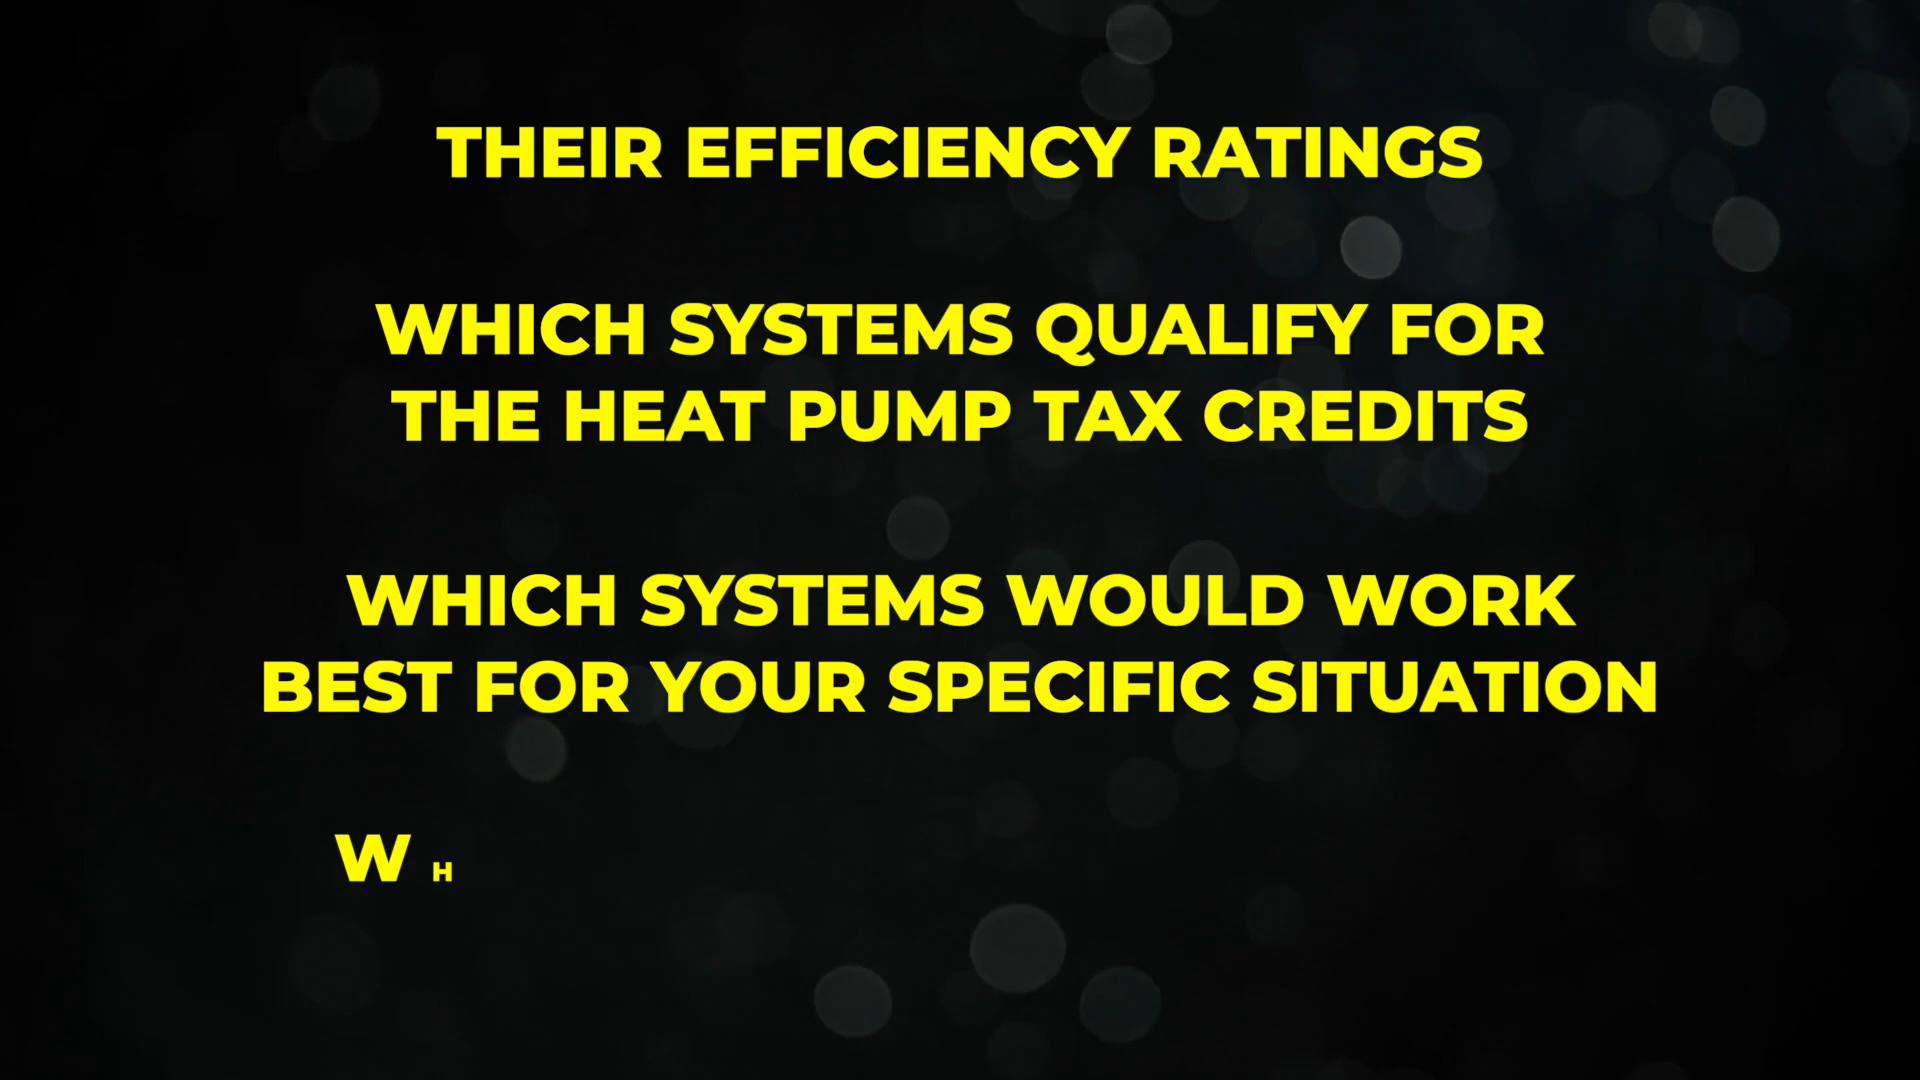 THEIR EFFICIENCY RATINGS
WHICH SYSTEMS QUALIFY FOR
THE HEAT PUMP TAX CREDITS
WHICH SYSTEMS WOULD WORK
BEST FOR YOUR SPECIFIC SITUATION
W H